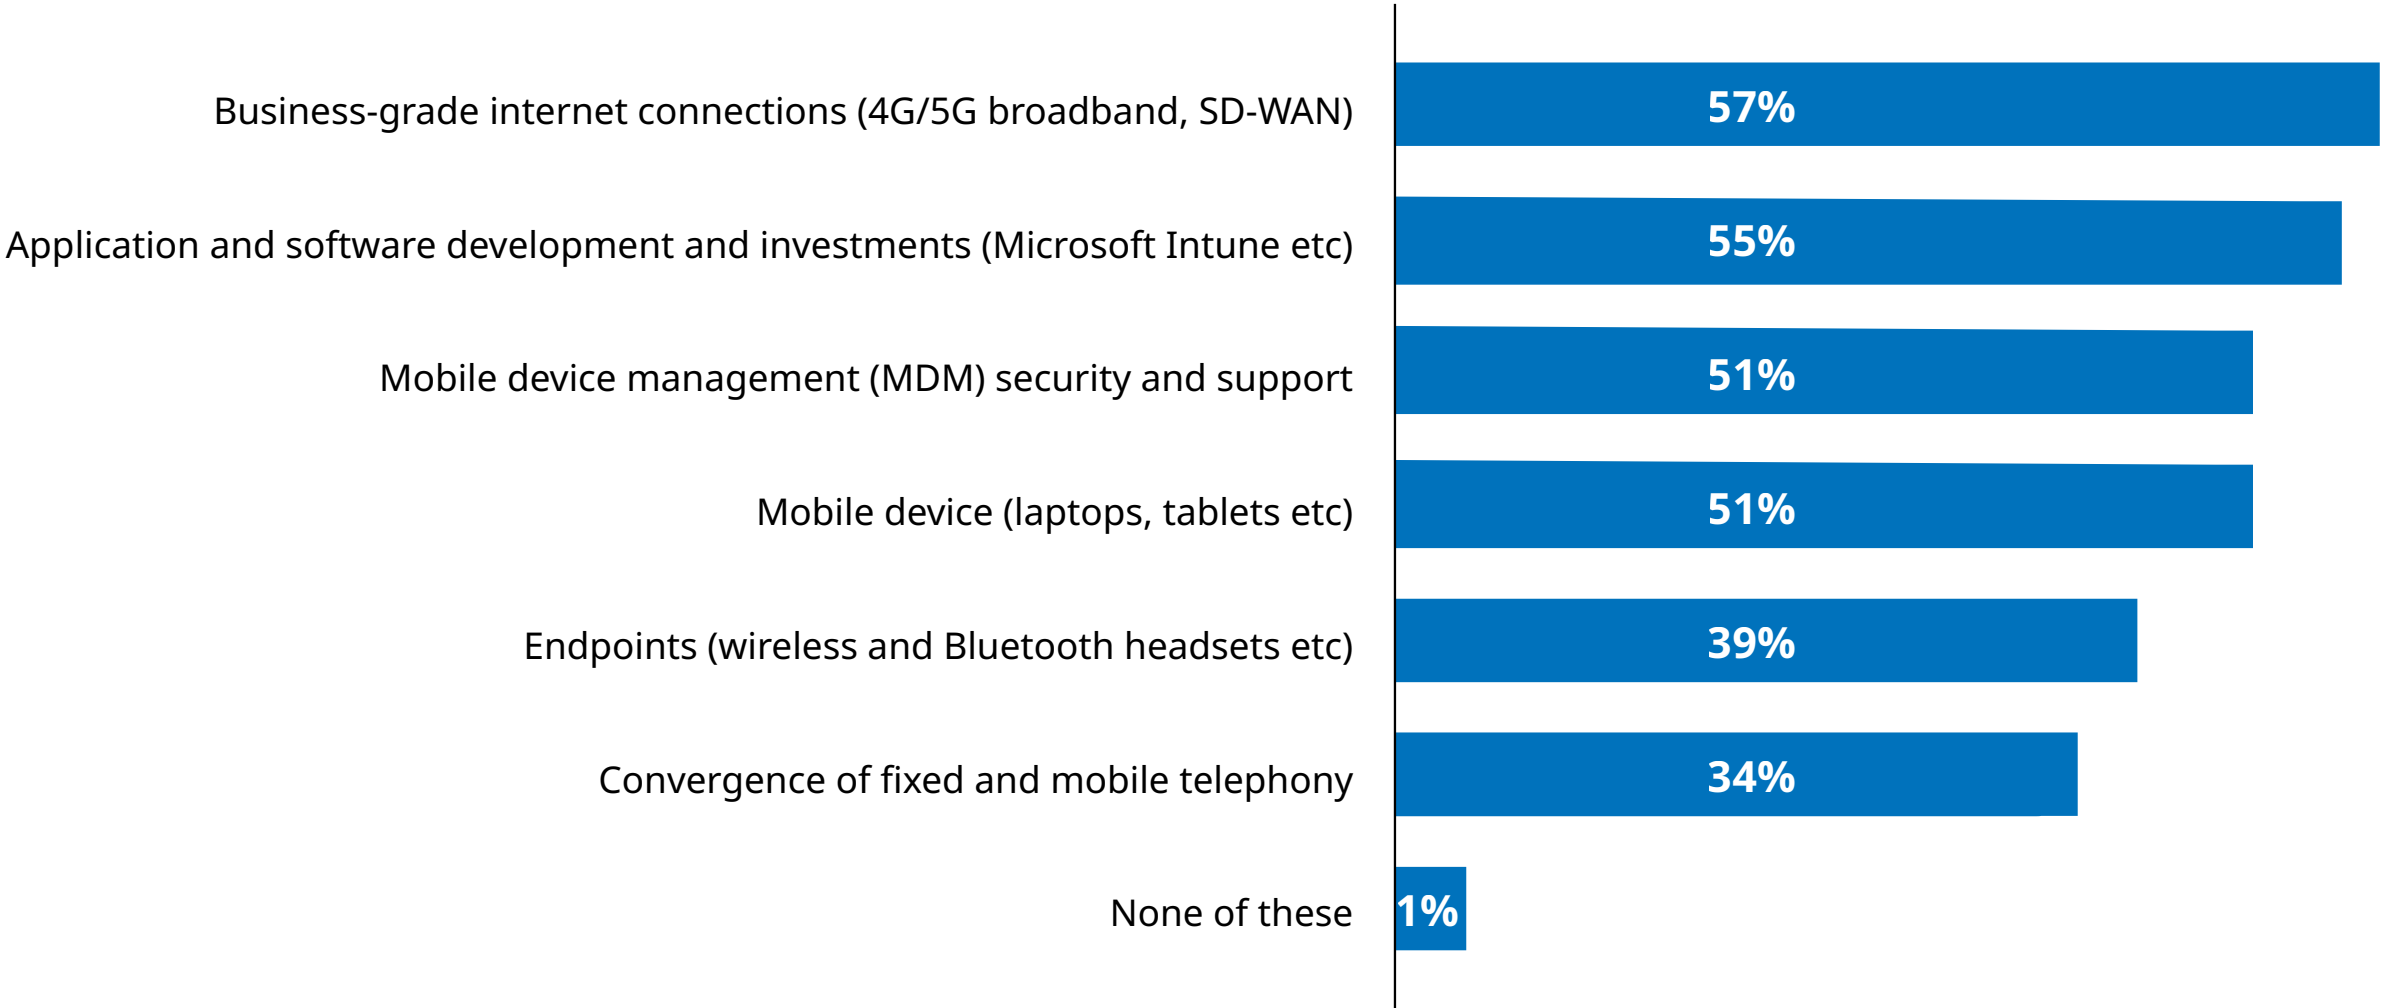 Business-grade internet connections (4G/5G broadband, SD-WAN) 57%
Application and software development and investments (Microsoft Intune etc) 55%
Mobile device management (MDM) security and support 51%
Mobile device (laptops, tablets etc) 51%
Endpoints (wireless and Bluetooth headsets etc) 39%
Convergence of fixed and mobile telephony 34%
None of these 1%